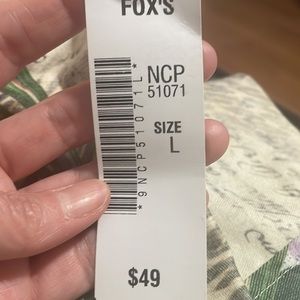 FOX'S
NCP
51071
SIZE
L
*9NCP51071L*
$49